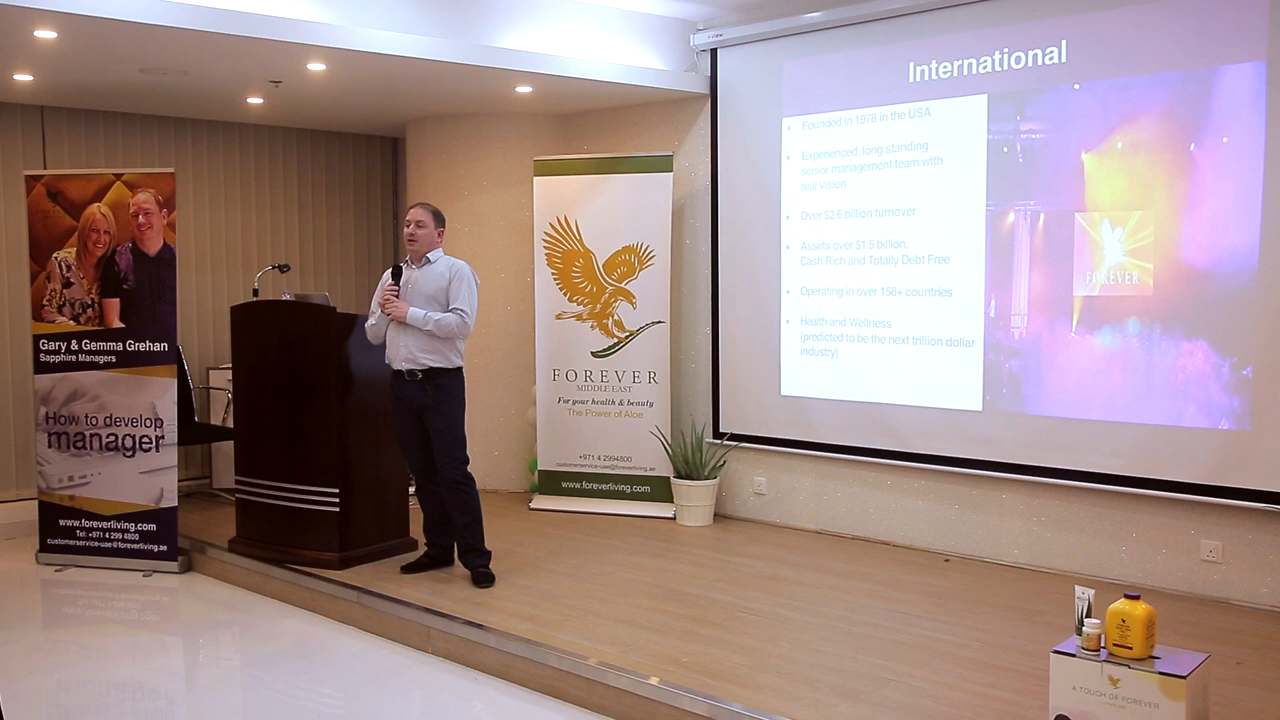 International
Founded in 1978 in the USA
Experienced, long standing
senior management team with
real vision
Over $2.6 billion turnover
Assets over $1.5 billion,
Cash Rich and Totally Debt Free
Operating in over 158+ countries
Health and Wellness
(predicted to be the next trillion dollar
industry)
FOREVER
Gary & Gemma Grehan
Sapphire Managers
How to develop
manager
www.foreverliving.com
Tel: +971 4 299 4800
customerservice-uae@foreverliving.ae
FOREVER
MIDDLE EAST
For your health & beauty
The Power of Aloe
+971 4 2994800
customerservice-uae@foreverliving.ae
www.foreverliving.com
A TOUCH OF FOREVER